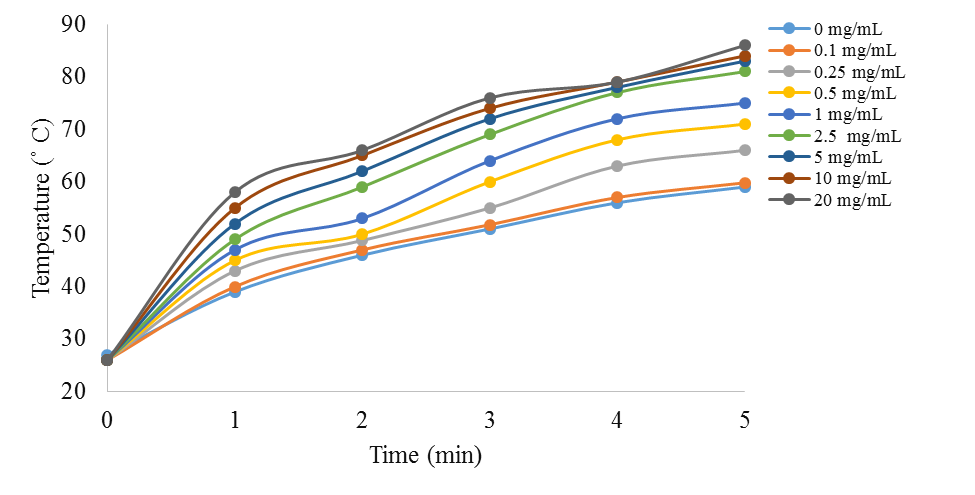 90
80
70
60
50
40
30
20
Temperature (˚ C)
0 1 2 3 4 5
Time (min)
0 mg/mL
0.1 mg/mL
0.25 mg/mL
0.5 mg/mL
1 mg/mL
2.5  mg/mL
5 mg/mL
10 mg/mL
20 mg/mL